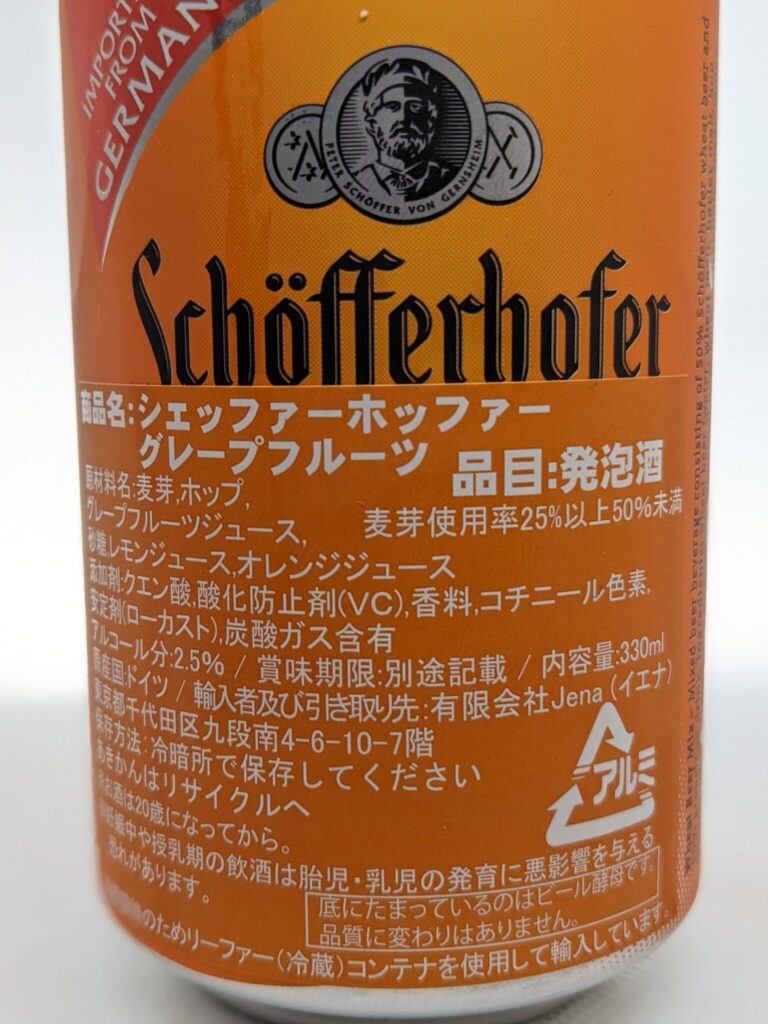 IMPORTED
FROM
GERMANY
PETER SCHÖFFER VON GERNSHEIM
Schöfferhofer
商品名:シェッファーホッファー
グレープフルーツ 品目:発泡酒
原材料名:麦芽,ホップ,
グレープフルーツジュース, 麦芽使用率25%以上50%未満
砂糖,レモンジュース,オレンジジュース
添加剤:クエン酸,酸化防止剤(VC),香料,コチニール色素,
安定剤(ローカスト),炭酸ガス含有
アルコール分:2.5% / 賞味期限:別途記載 / 内容量:330ml
原産国:ドイツ / 輸入者及び引き取り先:有限会社Jena (イエナ)
東京都千代田区九段南4-6-10-7階
保存方法:冷暗所で保存してください
あきかんはリサイクルへ
アルミ
お酒は20歳になってから。
妊娠中や授乳期の飲酒は胎児・乳児の発育に悪影響を与える
恐れがあります。
底にたまっているのはビール酵母です。
品質に変わりはありません。
のためリーファー(冷蔵)コンテナを使用して輸入しています。
Wheat Beer Mix – Mixed beer beverage consisting of 50% Schöfferhofer wheat beer and